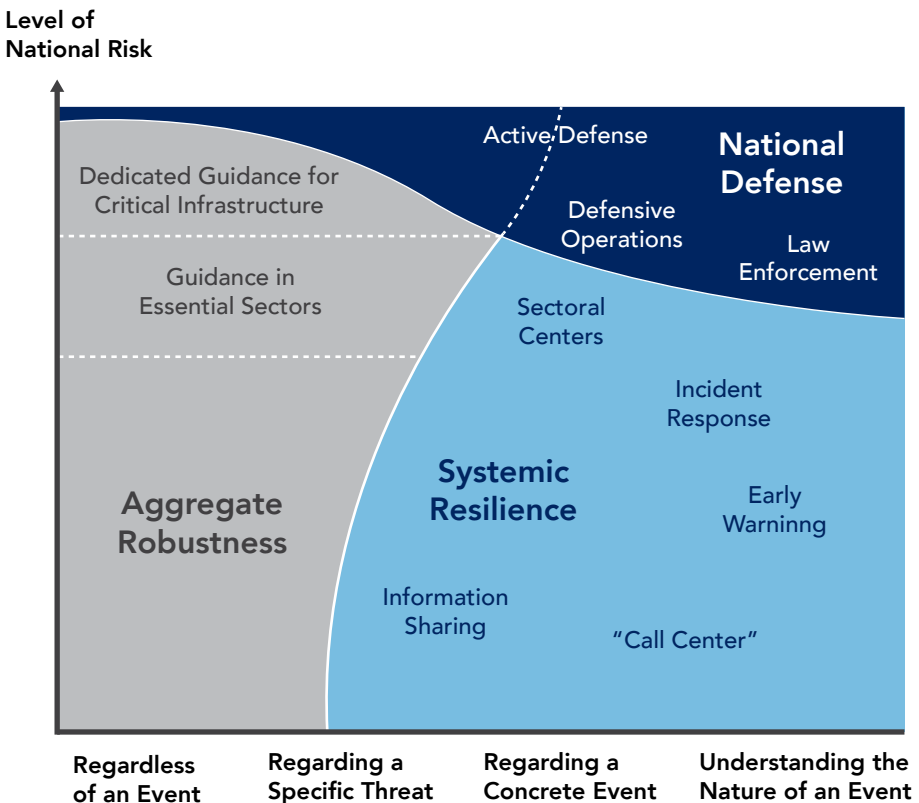 Level of
National Risk
Active Defense
National
Defense
Dedicated Guidance for
Critical Infrastructure
Defensive
Operations
Law
Enforcement
Guidance in
Essential Sectors
Sectoral
Centers
Incident
Response
Systemic
Resilience
Aggregate
Robustness
Early
Warninng
Information
Sharing
“Call Center”
Regardless
of an Event
Regarding a
Specific Threat
Regarding a
Concrete Event
Understanding the
Nature of an Event